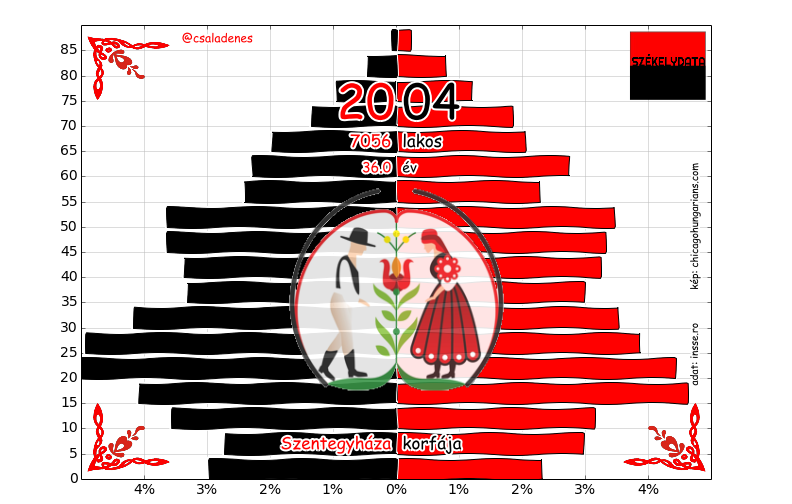 @csaladenes
SZÉKELYDATA
2004
7056 lakos
36.0 év
kép: chicagohungarians.com
adat: insse.ro
Szentegyháza korfája
85
80
75
70
65
60
55
50
45
40
35
30
25
20
15
10
5
0
4% 3% 2% 1% 0% 1% 2% 3% 4%